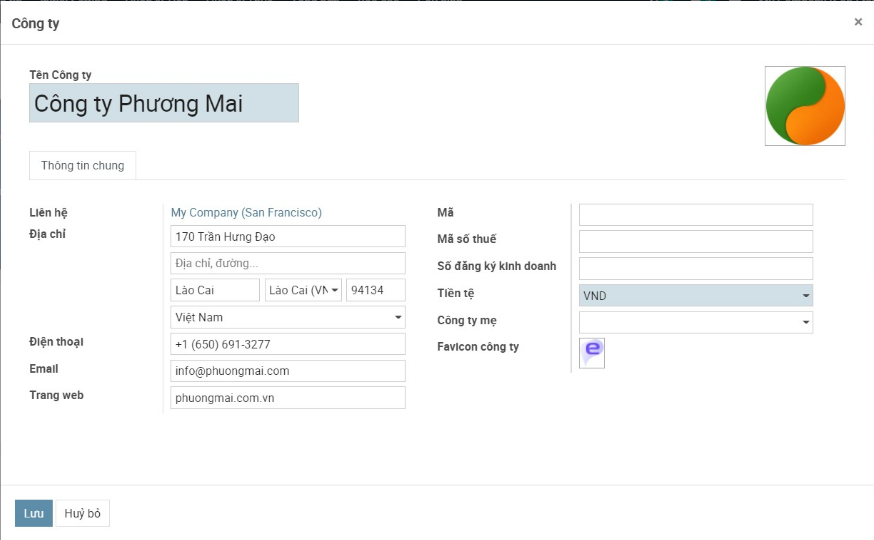 Công ty ×
Tên Công ty
Công ty Phương Mai
Thông tin chung
Liên hệ My Company (San Francisco)
Địa chỉ 170 Trần Hưng Đạo
Địa chỉ, đường...
Lào Cai Lào Cai (VN 94134
Việt Nam
Điện thoại +1 (650) 691-3277
Email info@phuongmai.com
Trang web phuongmai.com.vn
Mã
Mã số thuế
Số đăng ký kinh doanh
Tiền tệ VND
Công ty mẹ
Favicon công ty e
Lưu Huỷ bỏ